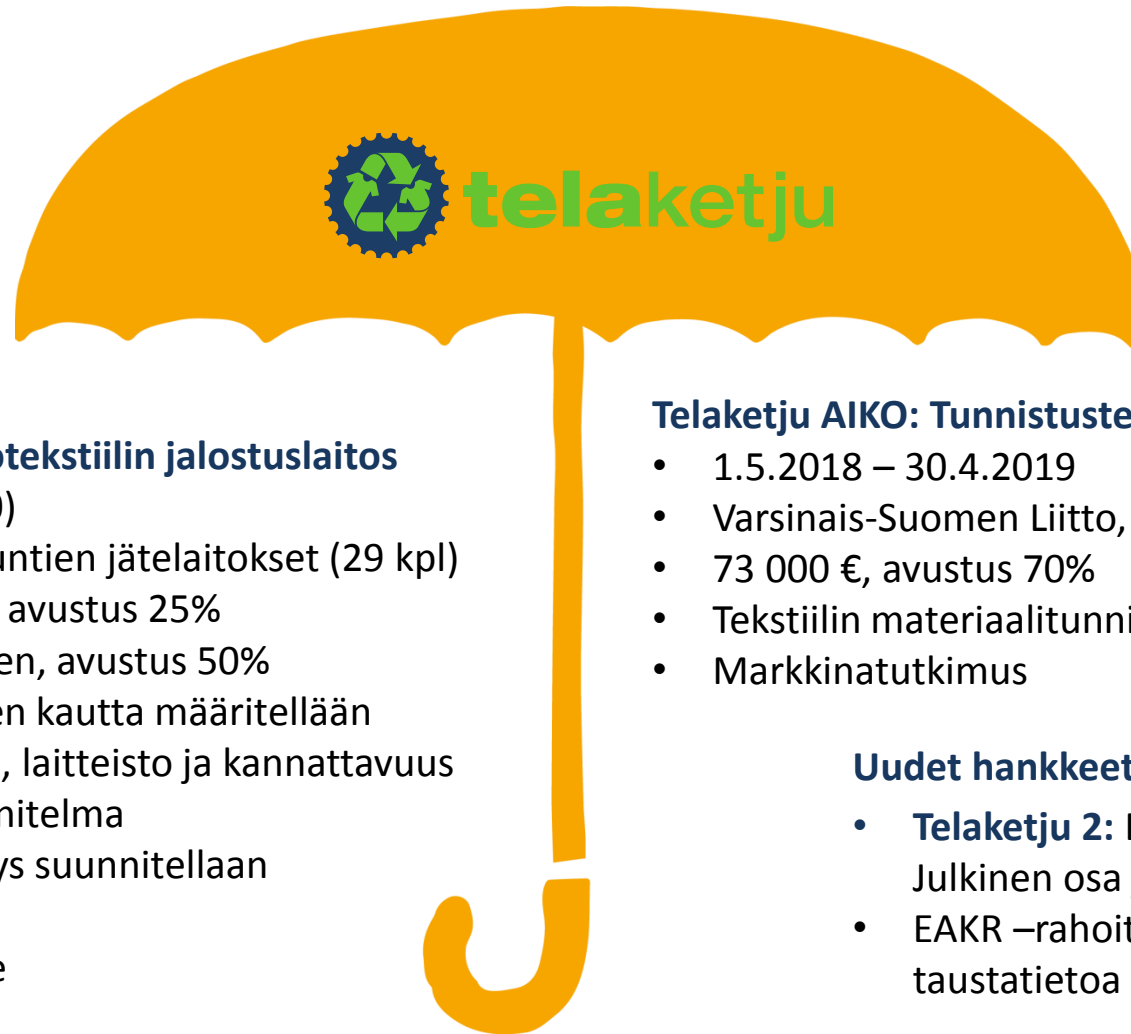 telaketju
otekstiilin jalostuslaitos
0)
untien jätelaitokset (29 kpl)
avustus 25%
en, avustus 50%
en kautta määritellään
, laitteisto ja kannattavuus
nitelma
ys suunnitellaan
e
Telaketju AIKO: Tunnistuste
• 1.5.2018 – 30.4.2019
• Varsinais-Suomen Liitto,
• 73 000 €, avustus 70%
• Tekstiilin materiaalitunni
• Markkinatutkimus
Uudet hankkeet
• Telaketju 2:
Julkinen osa
• EAKR –rahoit
taustatietoa